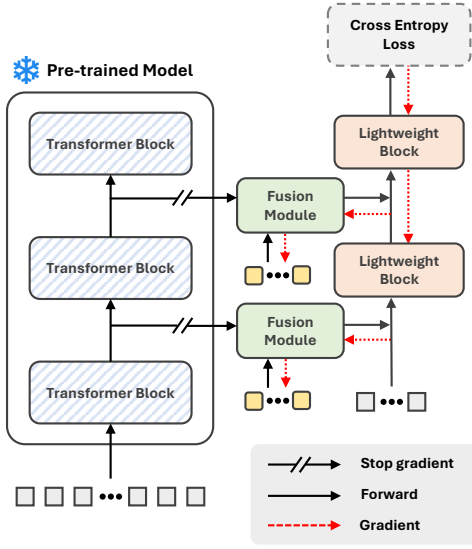 Cross Entropy
Loss
Pre-trained Model
Transformer Block
Lightweight
Block
Fusion
Module
Transformer Block
Lightweight
Block
Fusion
Module
Transformer Block
Stop gradient
Forward
Gradient